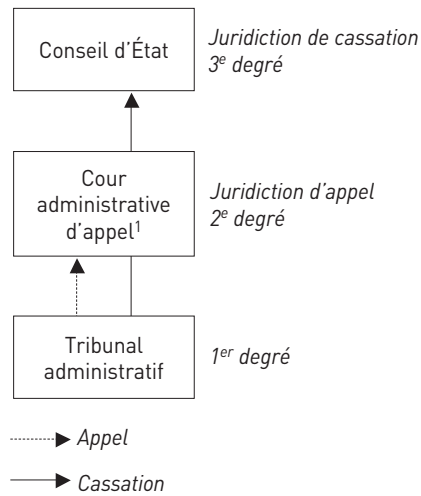 Conseil d’État
Juridiction de cassation
3e degré
Cour
administrative
d’appel1
Juridiction d’appel
2e degré
Tribunal
administratif
1er degré
Appel
Cassation